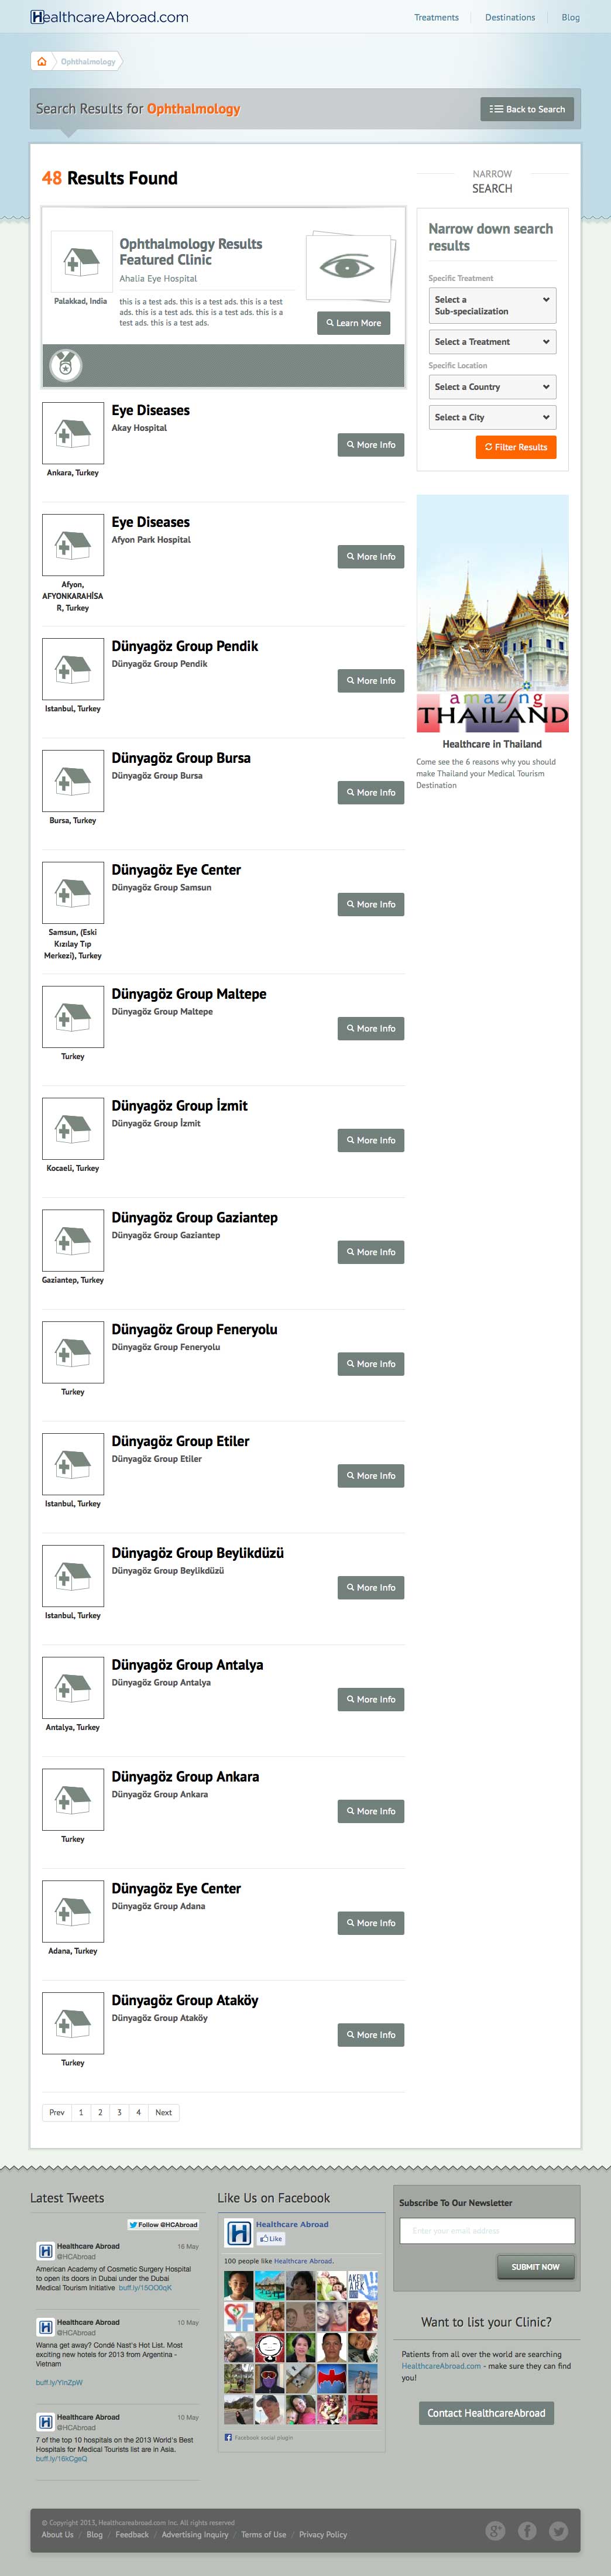 HealthcareAbroad.com
Treatments
Destinations
Blog
Ophthalmology
Search Results for Ophthalmology
Back to Search
48 Results Found
Ophthalmology Results
Featured Clinic
Ahalia Eye Hospital
Palakkad, India
this is a test ads. this is a test ads. this is a test
ads. this is a test ads. this is a test ads. this is a
test ads. this is a test ads.
Learn More
Eye Diseases
Akay Hospital
More Info
Ankara, Turkey
Eye Diseases
Afyon Park Hospital
More Info
Afyon,
AFYONKARAHİSA
R, Turkey
Dünyagöz Group Pendik
Dünyagöz Group Pendik
More Info
Istanbul, Turkey
Dünyagöz Group Bursa
Dünyagöz Group Bursa
More Info
Bursa, Turkey
Dünyagöz Eye Center
Dünyagöz Group Samsun
More Info
Samsun, (Eski
Kızılay Tıp
Merkezi), Turkey
Dünyagöz Group Maltepe
Dünyagöz Group Maltepe
More Info
Turkey
Dünyagöz Group İzmit
Dünyagöz Group İzmit
More Info
Kocaeli, Turkey
Dünyagöz Group Gaziantep
Dünyagöz Group Gaziantep
More Info
Gaziantep, Turkey
Dünyagöz Group Feneryolu
Dünyagöz Group Feneryolu
More Info
Turkey
Dünyagöz Group Etiler
Dünyagöz Group Etiler
More Info
Istanbul, Turkey
Dünyagöz Group Beylikdüzü
Dünyagöz Group Beylikdüzü
More Info
Istanbul, Turkey
Dünyagöz Group Antalya
Dünyagöz Group Antalya
More Info
Antalya, Turkey
Dünyagöz Group Ankara
Dünyagöz Group Ankara
More Info
Turkey
Dünyagöz Eye Center
Dünyagöz Group Adana
More Info
Adana, Turkey
Dünyagöz Group Ataköy
Dünyagöz Group Ataköy
More Info
Turkey
Prev 1 2 3 4 Next
NARROW
SEARCH
Narrow down search
results
Specific Treatment
Select a
Sub-specialization
Select a Treatment
Specific Location
Select a Country
Select a City
Filter Results
amazing
THAILAND
Healthcare in Thailand
Come see the 6 reasons why you should
make Thailand your Medical Tourism
Destination
Latest Tweets
Follow @HCAbroad
Healthcare Abroad 16 May
@HCAbroad
American Academy of Cosmetic Surgery Hospital
to open its doors in Dubai under the Dubai
Medical Tourism Initiative buff.ly/15OO0qK
Healthcare Abroad 10 May
@HCAbroad
Wanna get away? Condé Nast's Hot List. Most
exciting new hotels for 2013 from Argentina -
Vietnam
buff.ly/YinZpW
Healthcare Abroad 10 May
@HCAbroad
7 of the top 10 hospitals on the 2013 World's Best
Hospitals for Medical Tourists list are in Asia.
buff.ly/16kCgeQ
Like Us on Facebook
Healthcare Abroad
Like
100 people like Healthcare Abroad.
Facebook social plugin
Subscribe To Our Newsletter
Enter your email address
SUBMIT NOW
Want to list your Clinic?
Patients from all over the world are searching
HealthcareAbroad.com - make sure they can find
you!
Contact HealthcareAbroad
© Copyright 2013, Healthcareabroad.com Inc. All rights reserved
About Us / Blog / Feedback / Advertising Inquiry / Terms of Use / Privacy Policy